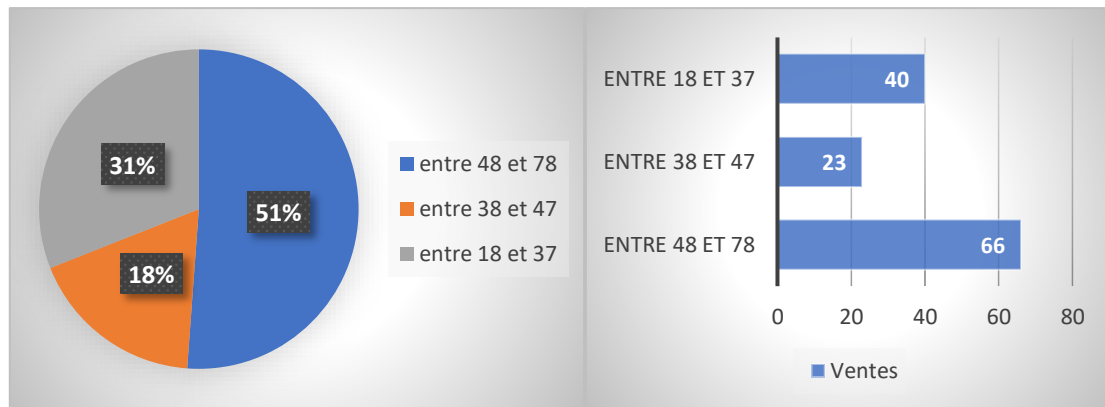 31%
51%
18%
entre 48 et 78
entre 38 et 47
entre 18 et 37
ENTRE 18 ET 37
40
ENTRE 38 ET 47
23
ENTRE 48 ET 78
66
0 20 40 60 80
Ventes